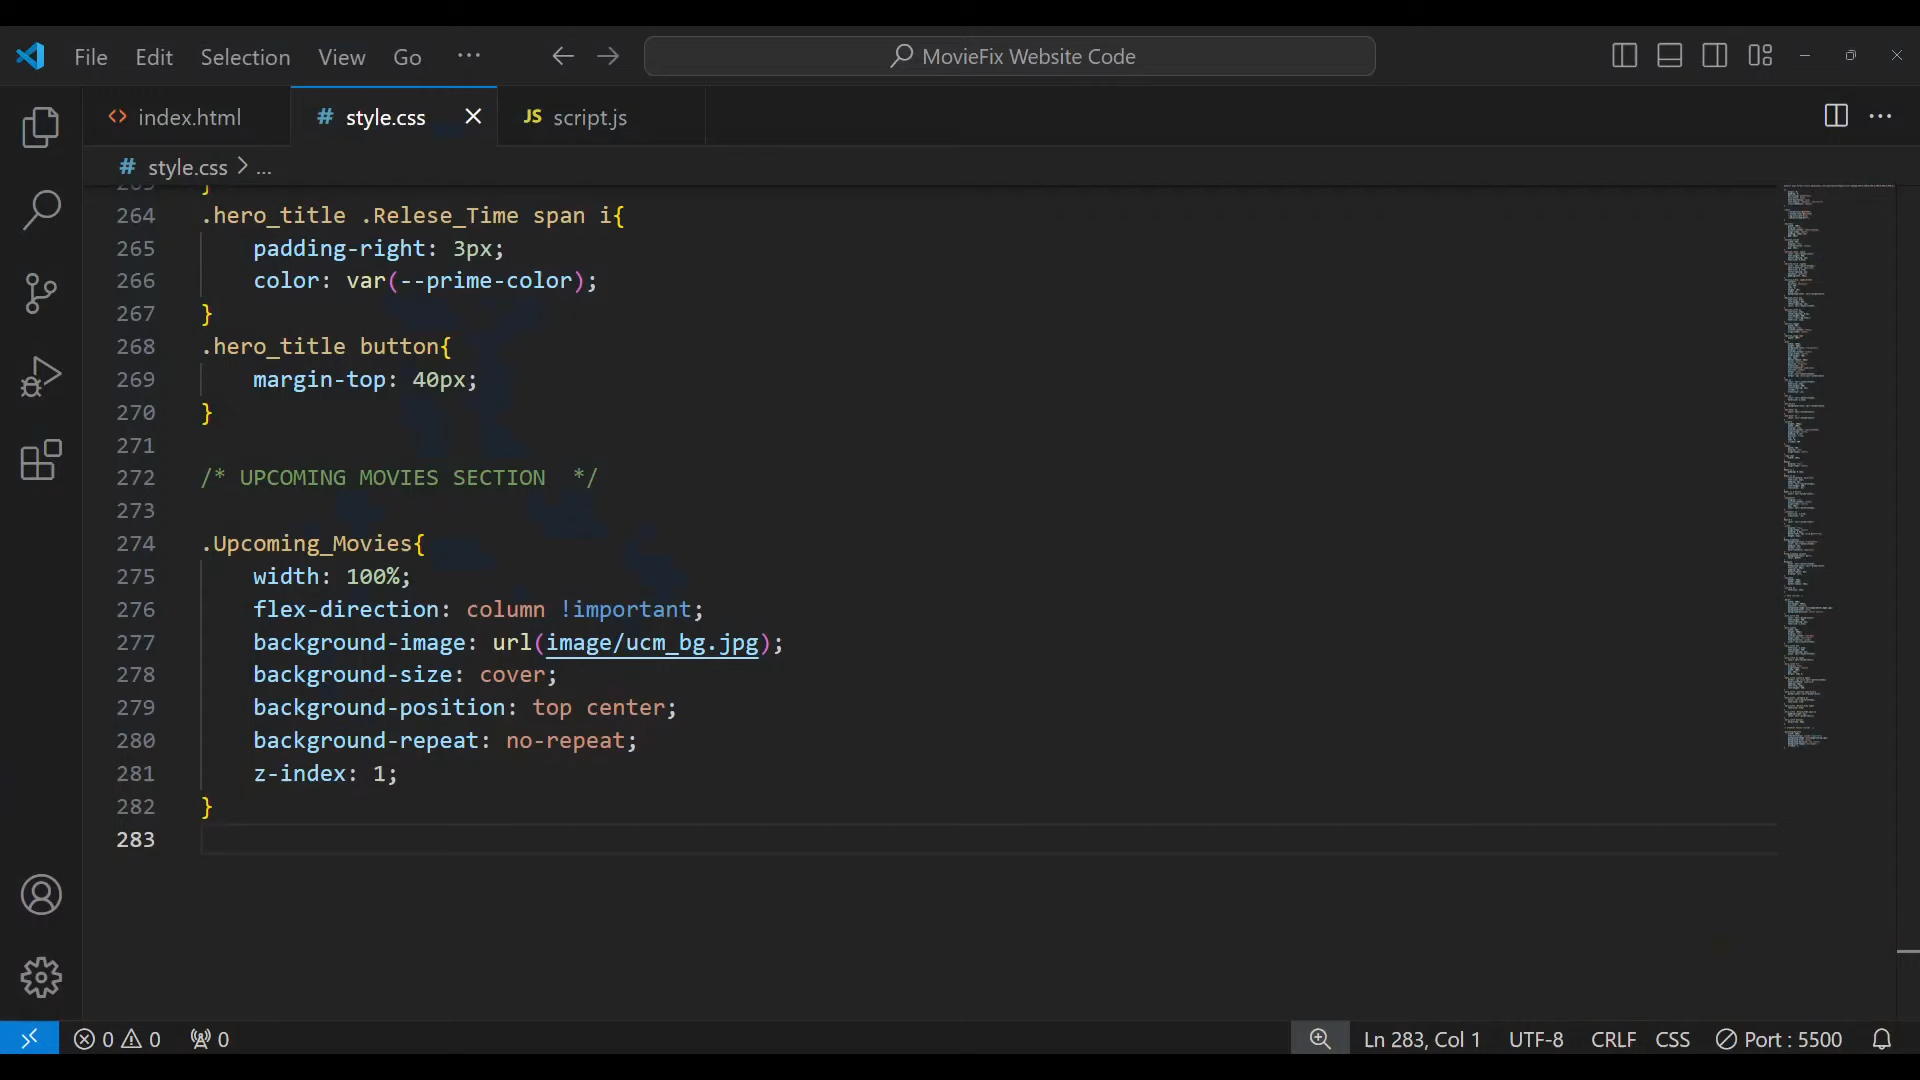 File Edit Selection View Go ··· MovieFix Website Code
index.html # style.css JS script.js
# style.css > ...
264 .hero_title .Relese_Time span i{
265 padding-right: 3px;
266 color: var(--prime-color);
267 }
268 .hero_title button{
269 margin-top: 40px;
270 }
271
272 /* UPCOMING MOVIES SECTION  */
273
274 .Upcoming_Movies{
275 width: 100%;
276 flex-direction: column !important;
277 background-image: url(image/ucm_bg.jpg);
278 background-size: cover;
279 background-position: top center;
280 background-repeat: no-repeat;
281 z-index: 1;
282 }
283
0 0 0 Ln 283, Col 1 UTF-8 CRLF CSS Port : 5500